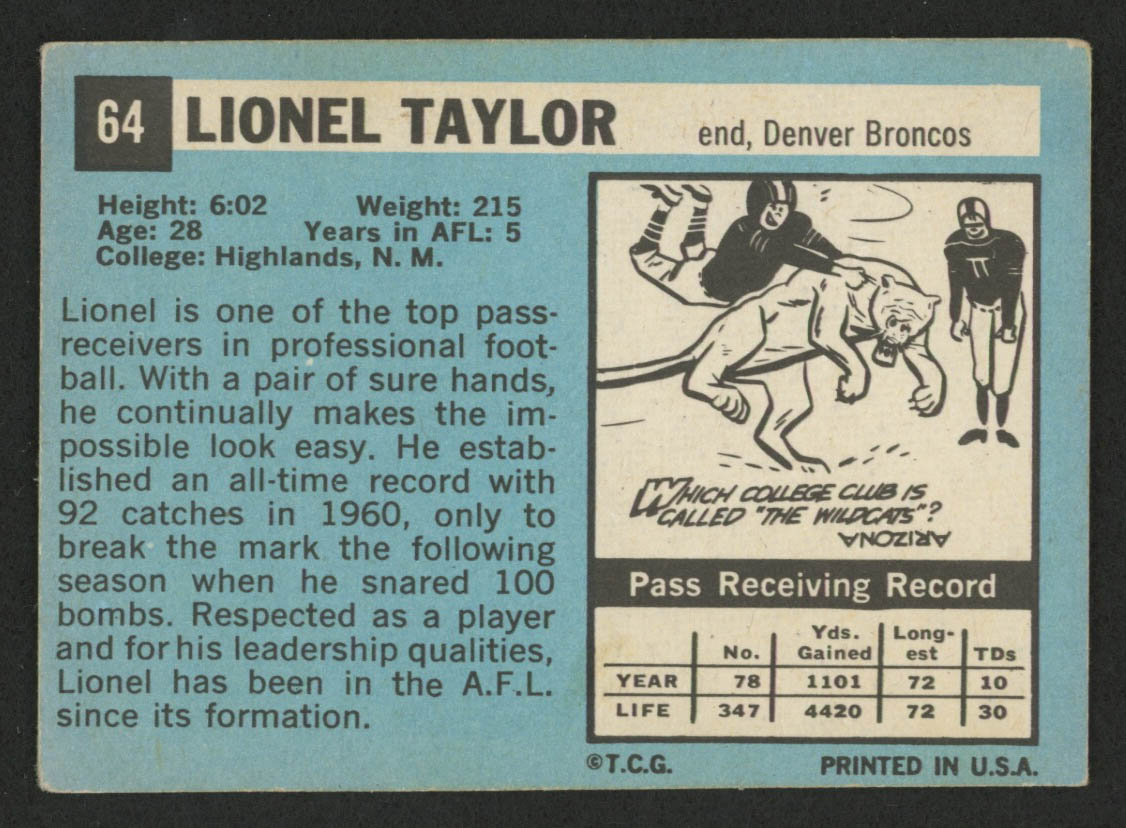 64 LIONEL TAYLOR end, Denver Broncos
Height: 6:02 Weight: 215
Age: 28 Years in AFL: 5
College: Highlands, N. M.
Lionel is one of the top pass-
receivers in professional foot-
ball. With a pair of sure hands,
he continually makes the im-
possible look easy. He estab-
lished an all-time record with
92 catches in 1960, only to
break the mark the following
season when he snared 100
bombs. Respected as a player
and for his leadership qualities,
Lionel has been in the A.F.L.
since its formation.
WHICH COLLEGE CLUB IS
CALLED "THE WILDCATS"?
ARIZONA
Pass Receiving Record
No. Yds. Gained Long-est TDs
YEAR 78 1101 72 10
LIFE 347 4420 72 30
©T.C.G. PRINTED IN U.S.A.